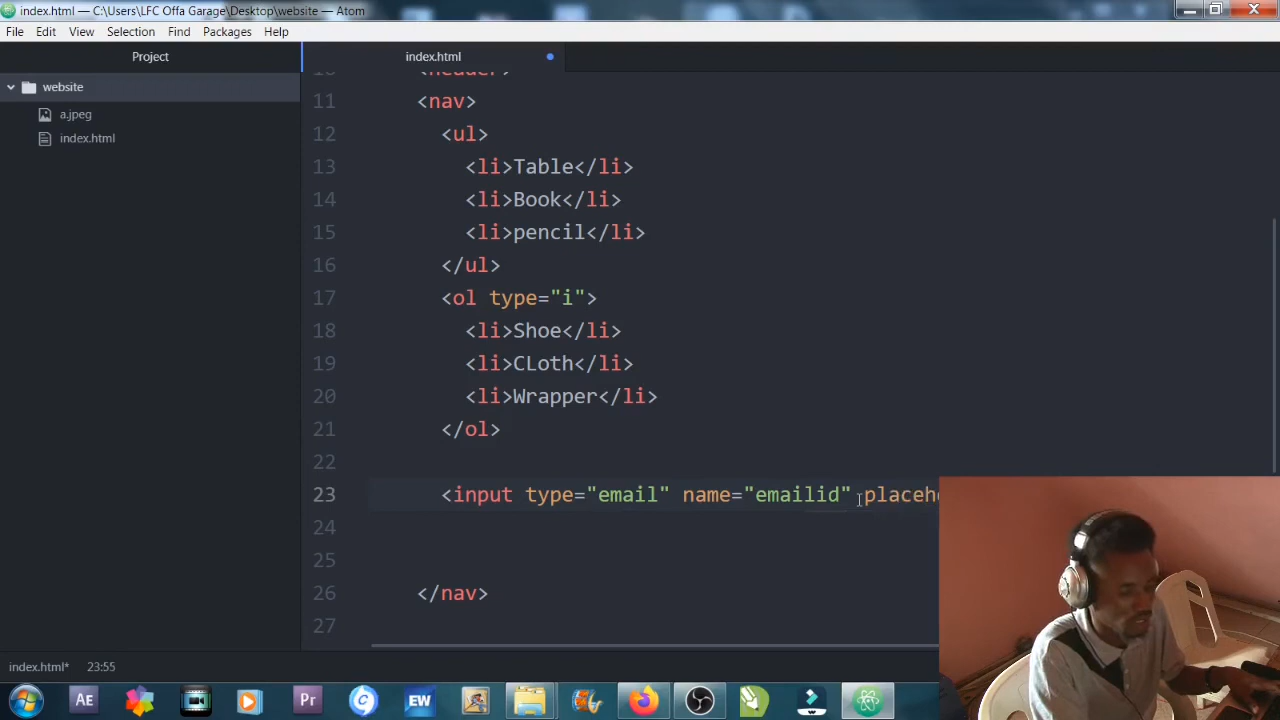 index.html — C:\Users\LFC Offa Garage\Desktop\website — Atom
File Edit View Selection Find Packages Help
Project
index.html
website
a.jpeg
index.html
10 <header>
11 <nav>
12 <ul>
13 <li>Table</li>
14 <li>Book</li>
15 <li>pencil</li>
16 </ul>
17 <ol type="i">
18 <li>Shoe</li>
19 <li>CLoth</li>
20 <li>Wrapper</li>
21 </ol>
22
23 <input type="email" name="emailid" placeh
24
25
26 </nav>
27
index.html* 23:55
Ae Pr EW